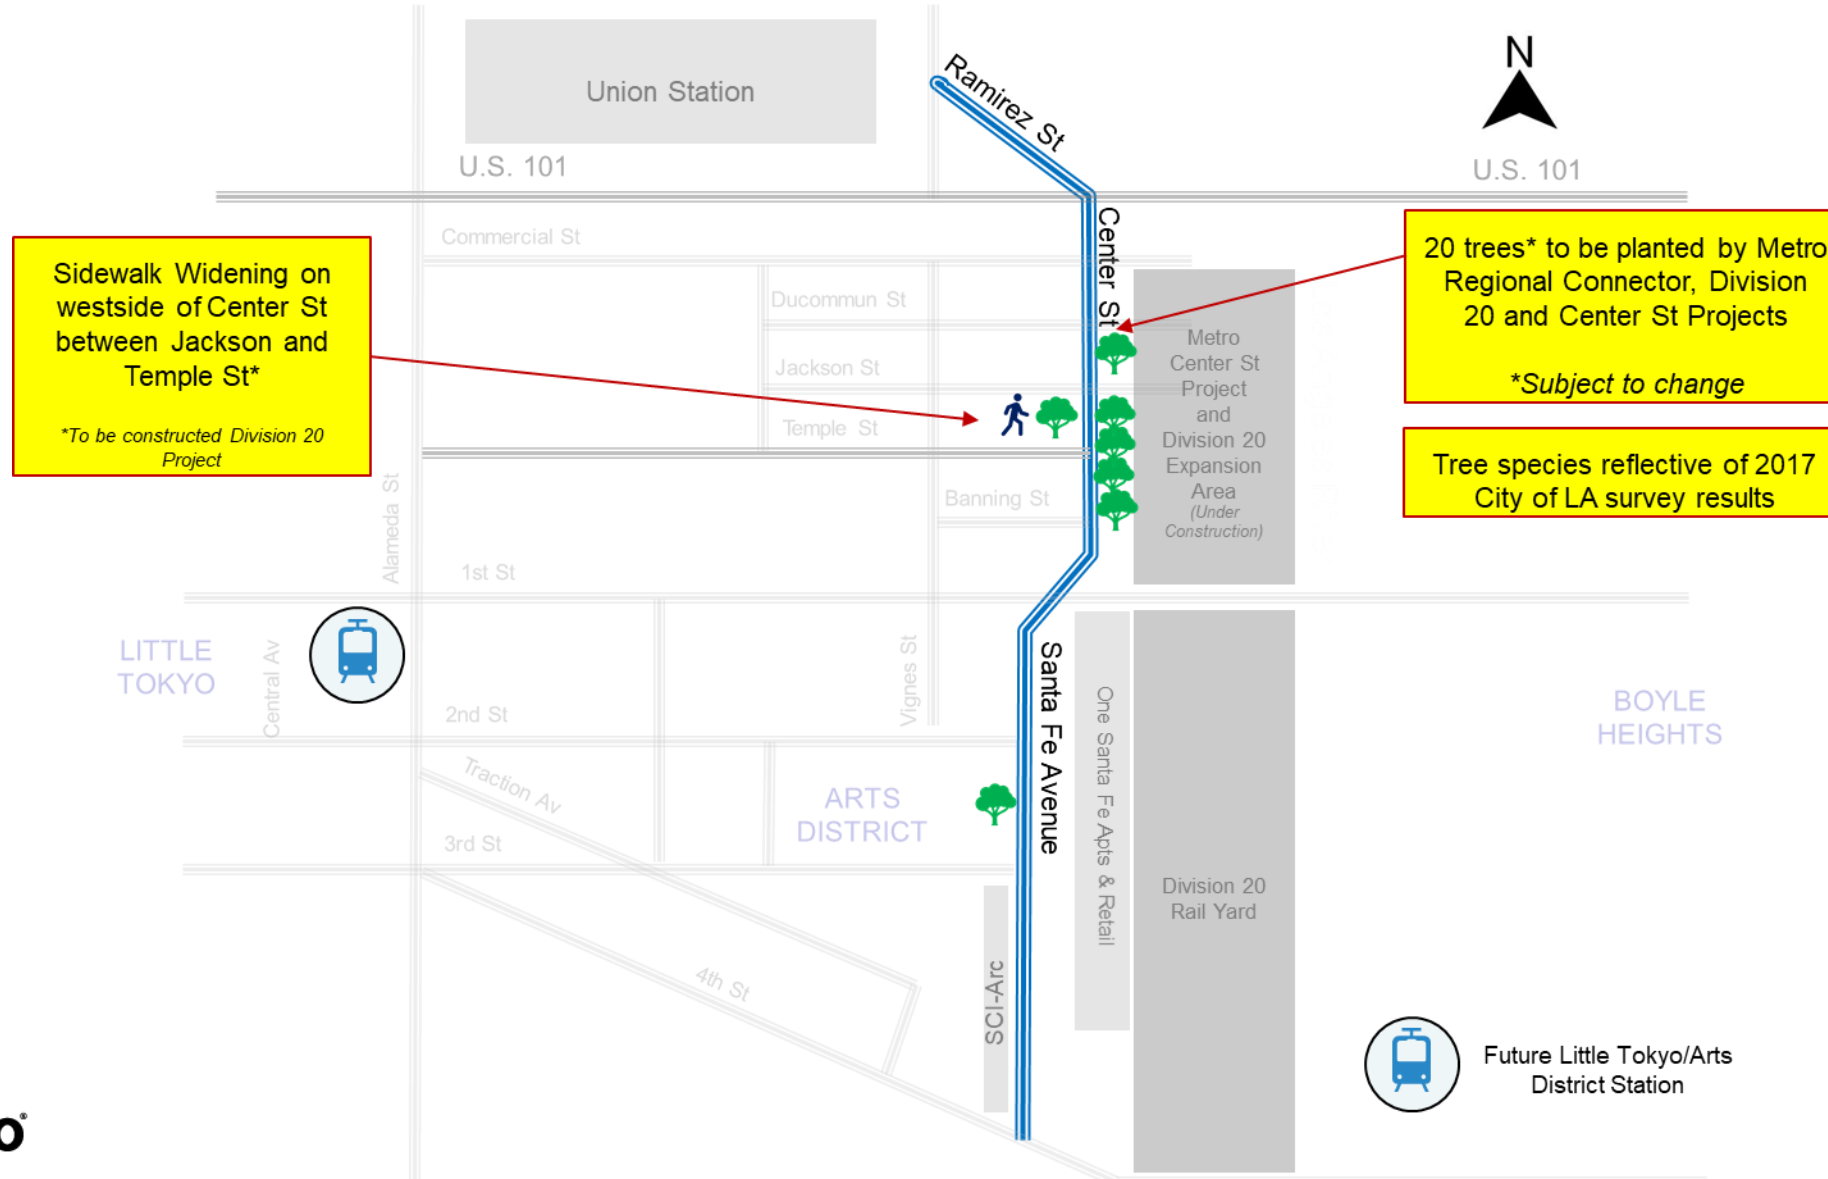 Union Station
Ramirez St
N
U.S. 101
U.S. 101
Center St
Commercial St
Sidewalk Widening on
westside of Center St
between Jackson and
Temple St*
*To be constructed Division 20
Project
20 trees* to be planted by Metro
Regional Connector, Division
20 and Center St Projects
*Subject to change
Ducommun St
Jackson St
Temple St
Metro
Center St
Project
and
Division 20
Expansion
Area
(Under
Construction)
Tree species reflective of 2017
City of LA survey results
Banning St
Alameda St
1st St
LITTLE
TOKYO
Central Av
Vignes St
Santa Fe Avenue
One Santa Fe Apts & Retail
BOYLE
HEIGHTS
2nd St
Traction Av
ARTS
DISTRICT
3rd St
Division 20
Rail Yard
4th St
SCI-Arc
Future Little Tokyo/Arts
District Station
o®